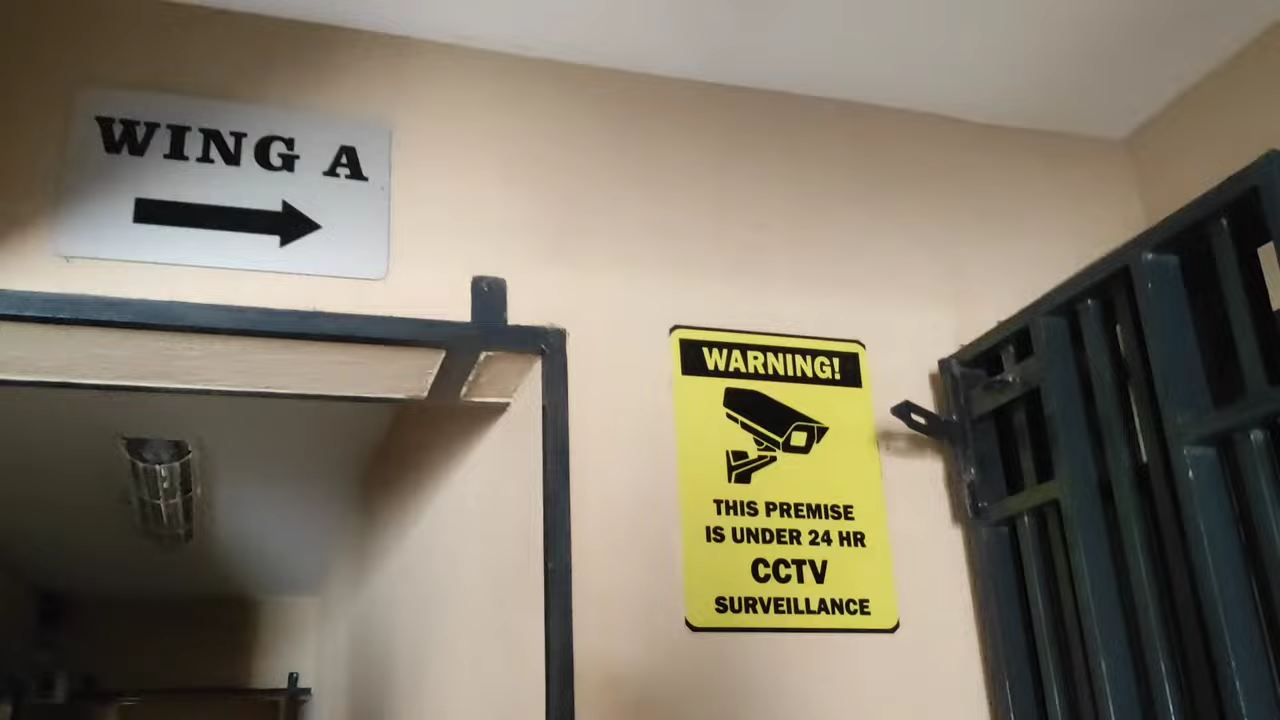 WING A
WARNING!
THIS PREMISE
IS UNDER 24 HR
CCTV
SURVEILLANCE